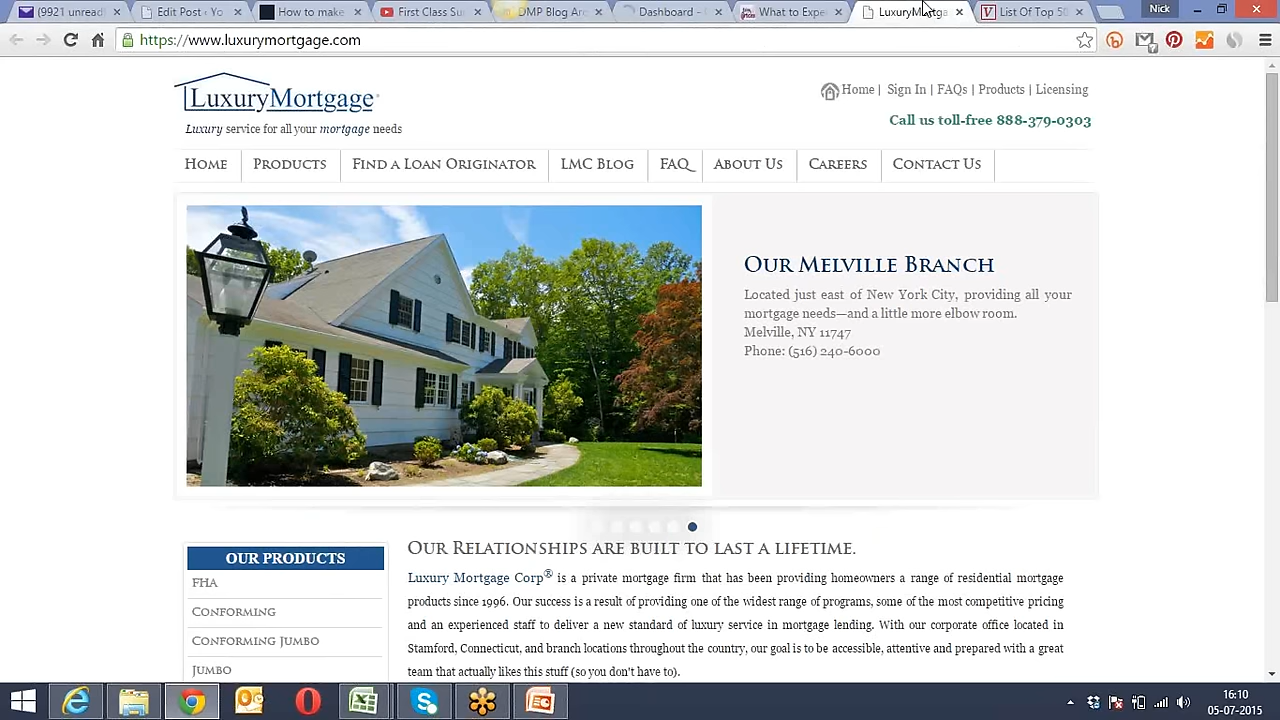 (9921 unread
Edit Post ‹ Yo
How to make
First Class Su
DMP Blog Are
Dashboard ‹
What to Expe
LuxuryMortga
List Of Top 50
Nick
https://www.luxurymortgage.com
LuxuryMortgage®
Luxury service for all your mortgage needs
Home | Sign In | FAQs | Products | Licensing
Call us toll-free 888-379-0303
Home
Products
Find a Loan Originator
LMC Blog
FAQ
About Us
Careers
Contact Us
Our Melville Branch
Located just east of New York City, providing all your
mortgage needs—and a little more elbow room.
Melville, NY 11747
Phone: (516) 240-6000
OUR PRODUCTS
FHA
Conforming
Conforming Jumbo
Jumbo
Our Relationships are built to last a lifetime.
Luxury Mortgage Corp® is a private mortgage firm that has been providing homeowners a range of residential mortgage
products since 1996. Our success is a result of providing one of the widest range of programs, some of the most competitive pricing
and an experienced staff to deliver a new standard of luxury service in mortgage lending. With our corporate office located in
Stamford, Connecticut, and branch locations throughout the country, our goal is to be accessible, attentive and prepared with a great
team that actually likes this stuff (so you don't have to).
16:10
05-07-2015